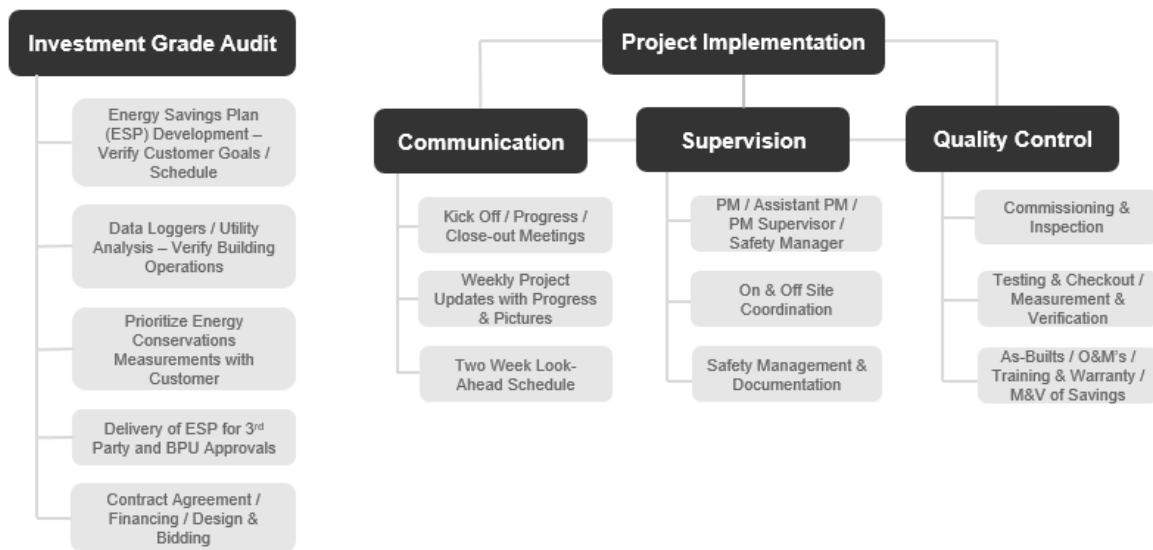 Investment Grade Audit
Energy Savings Plan
(ESP) Development –
Verify Customer Goals /
Schedule
Data Loggers / Utility
Analysis – Verify Building
Operations
Prioritize Energy
Conservations
Measurements with
Customer
Delivery of ESP for 3rd
Party and BPU Approvals
Contract Agreement /
Financing / Design &
Bidding
Project Implementation
Communication
Kick Off / Progress /
Close-out Meetings
Weekly Project
Updates with Progress
& Pictures
Two Week Look-
Ahead Schedule
Supervision
PM / Assistant PM /
PM Supervisor /
Safety Manager
On & Off Site
Coordination
Safety Management &
Documentation
Quality Control
Commissioning &
Inspection
Testing & Checkout /
Measurement &
Verification
As-Builts / O&M's /
Training & Warranty /
M&V of Savings